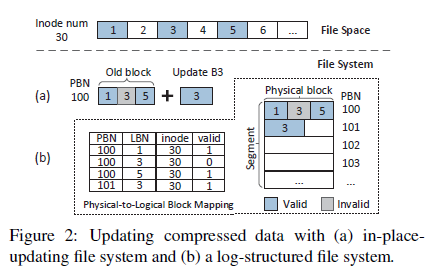 Inode num
30
1 2 3 4 5 6 ...
File Space
File System
Old block Update B3
PBN
(a) 100 1 3 5 + 3
Physical block
PBN
1 3 5 100
3 101
102
103
... ...
Segment
(b)
PBN LBN inode valid
100 1 30 1
100 3 30 0
100 5 30 1
101 3 30 1
Physical-to-Logical Block Mapping
Valid Invalid
Figure 2: Updating compressed data with (a) in-place-
updating file system and (b) a log-structured file system.